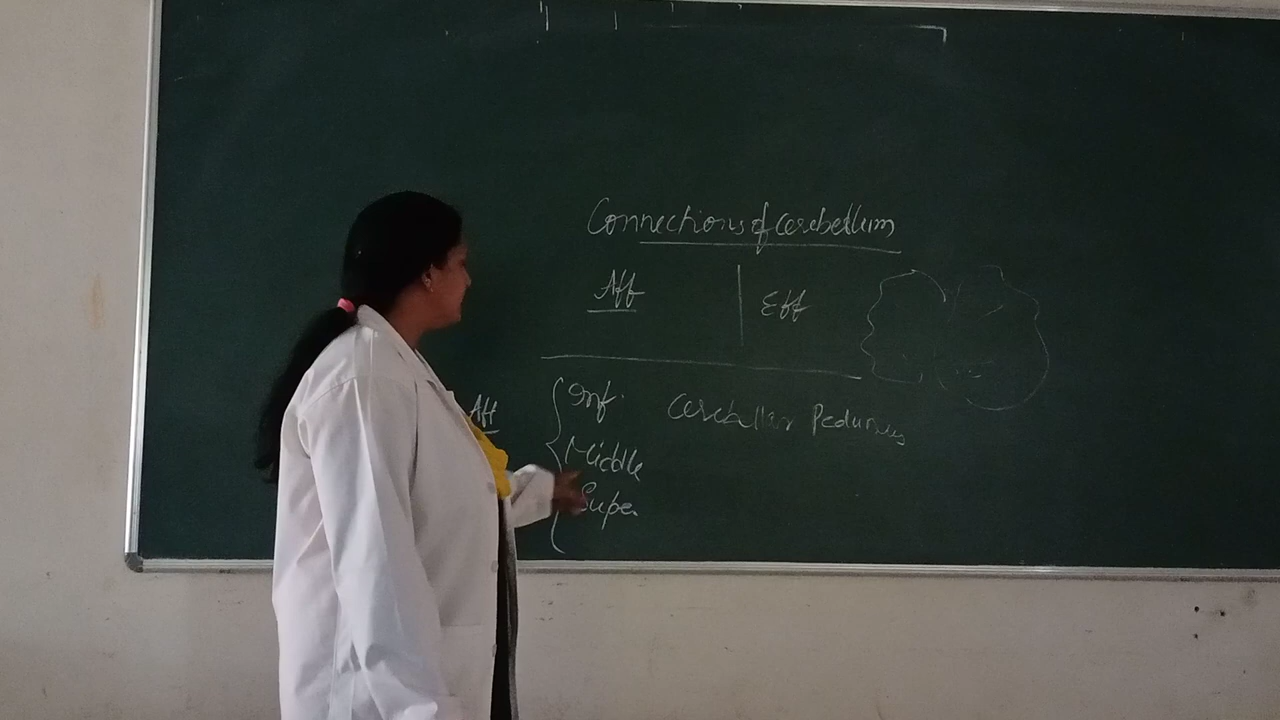 Connections of cerebellum
Aff | Eff
Aff
Inf. Cerebellar Peduncles
Middle
Super